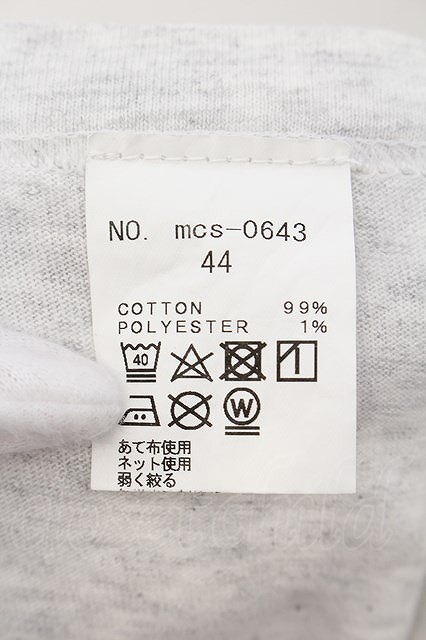 NO. mcs-0643
44
COTTON 99%
POLYESTER 1%
40
W
あて布使用
ネット使用
弱く絞る